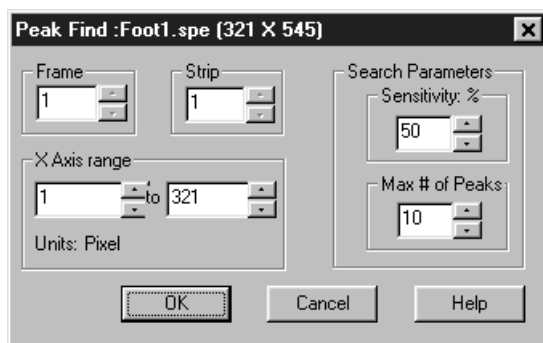 Peak Find :Foot1.spe (321 X 545)
Frame
1
Strip
1
Search Parameters
Sensitivity: %
50
X Axis range
1 to 321
Units: Pixel
Max # of Peaks
10
OK Cancel Help